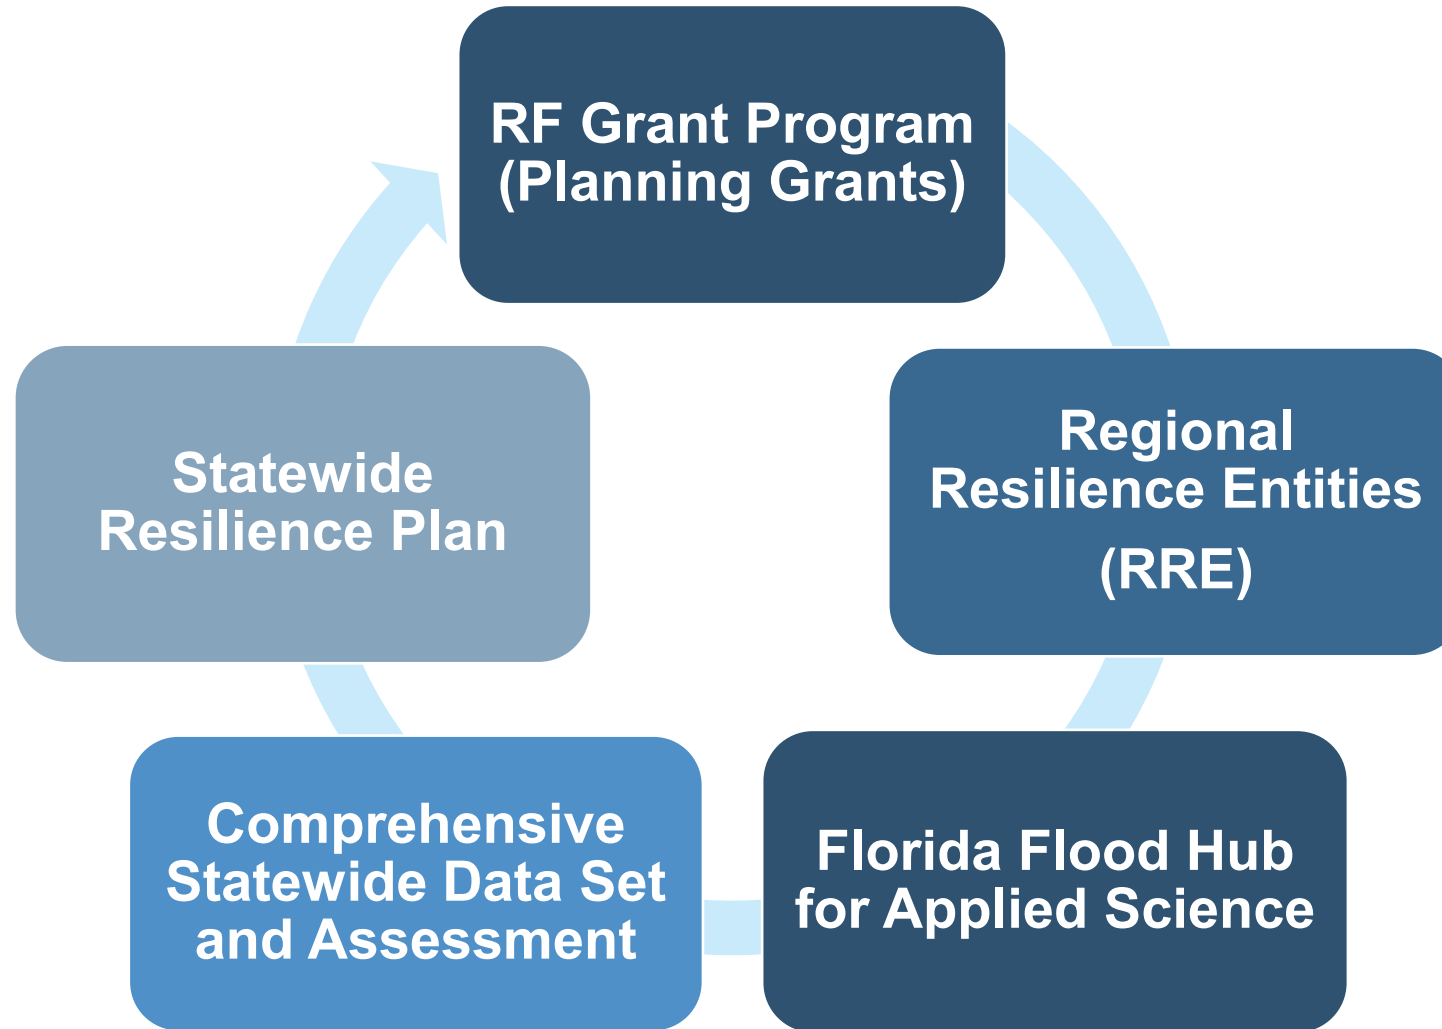 RF Grant Program
(Planning Grants)
Regional
Resilience Entities
(RRE)
Florida Flood Hub
for Applied Science
Comprehensive
Statewide Data Set
and Assessment
Statewide
Resilience Plan